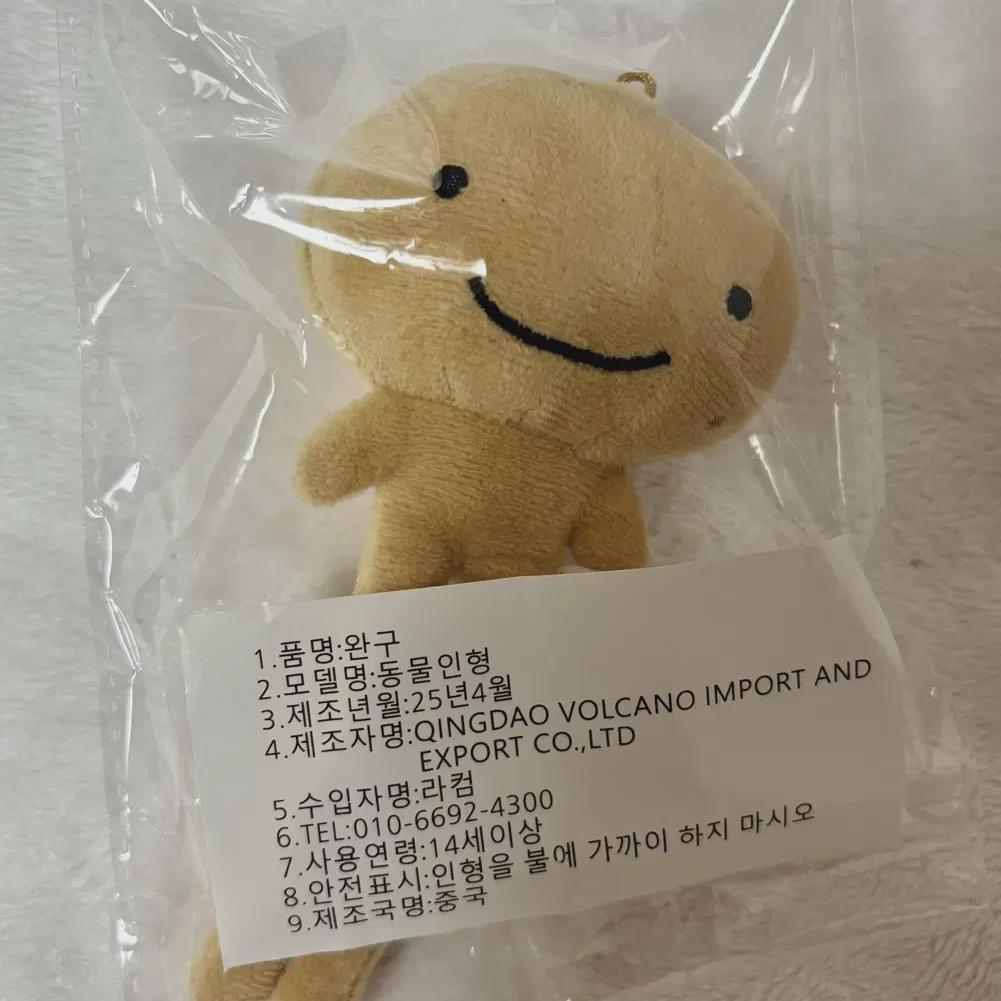 1.품명:완구
2.모델명:동물인형
3.제조년월:25년4월
4.제조자명:QINGDAO VOLCANO IMPORT AND
EXPORT CO.,LTD
5.수입자명:라컴
6.TEL:010-6692-4300
7.사용연령:14세이상
8.안전표시:인형을 불에 가까이 하지 마시오
9.제조국명:중국